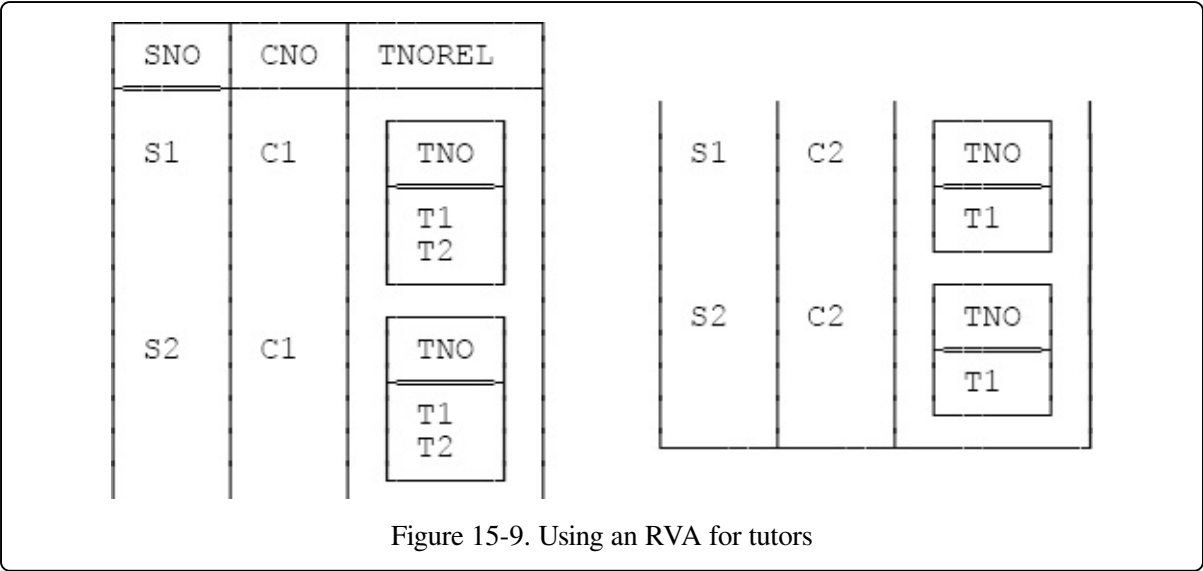 SNO CNO TNOREL
S1 C1 TNO
T1
T2
S2 C1 TNO
T1
T2
S1 C2 TNO
T1
S2 C2 TNO
T1
Figure 15-9. Using an RVA for tutors